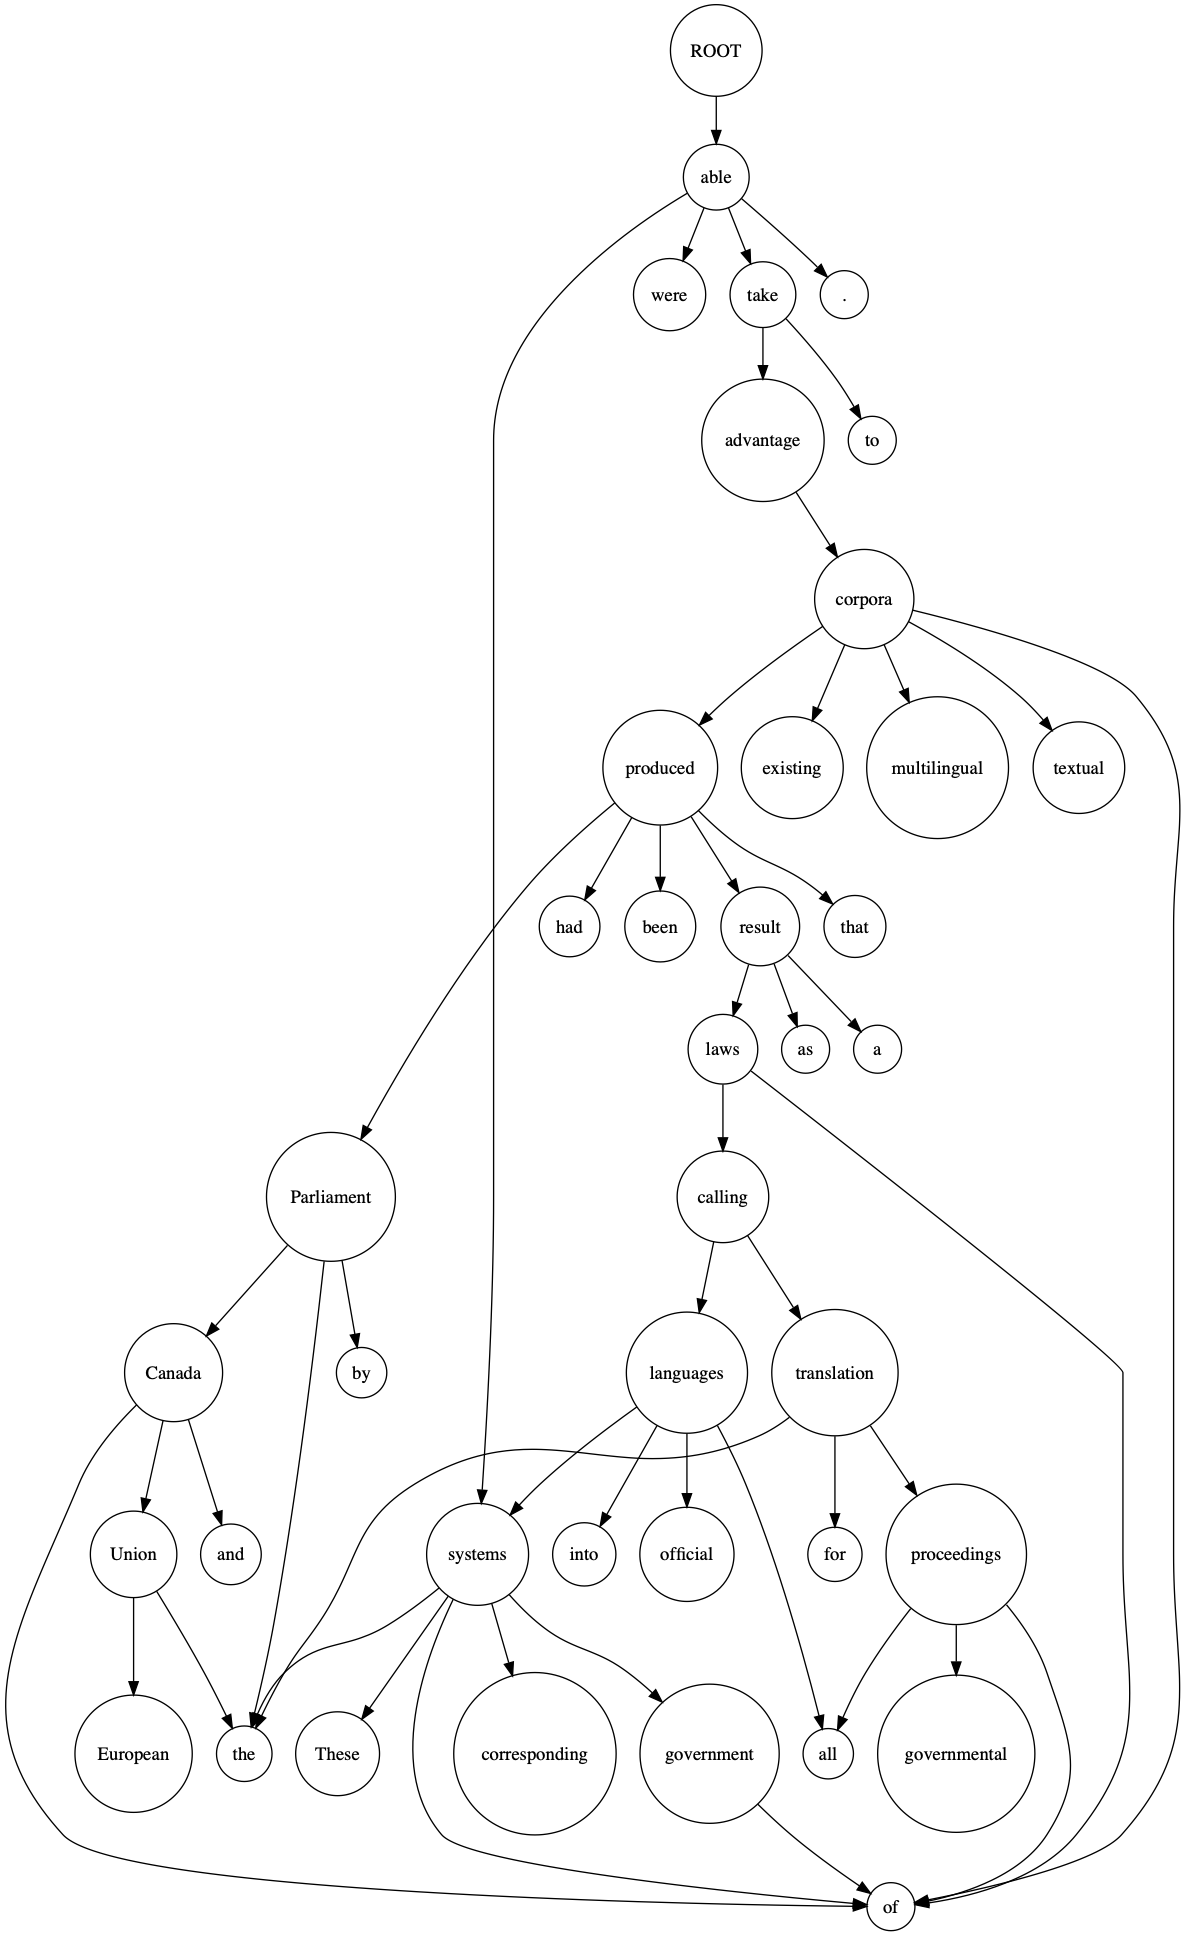 ROOT
able
were
take
.
advantage
to
corpora
produced
existing
multilingual
textual
had
been
result
that
laws
as
a
Parliament
calling
Canada
by
languages
translation
Union
and
systems
into
official
for
proceedings
European
the
These
corresponding
government
all
governmental
of